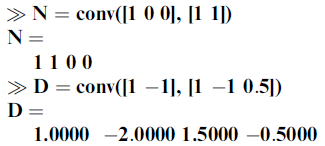 ≫ N = conv([1 0 0], [1 1])
N =
1 1 0 0
≫ D = conv([1 −1], [1 −1 0.5])
D =
1.0000 −2.0000 1.5000 −0.5000